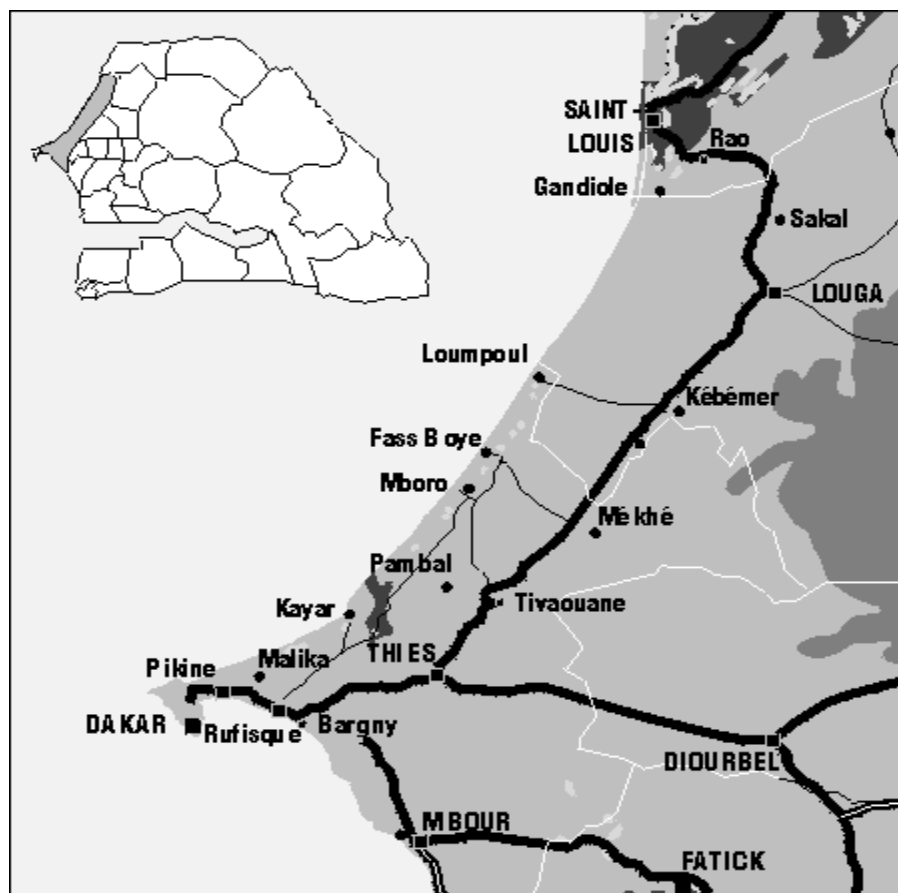 SAINT
LOUIS
Rao
Gandiole
Sakal
LOUGA
Loumpoul
Kébémer
Fass Boye
Mboro
Mékhé
Pambal
Kayar
Tivaouane
THIES
Malika
Pikine
DAKAR
Rufisque
Bargny
DIOURBEL
MBOUR
FATICK